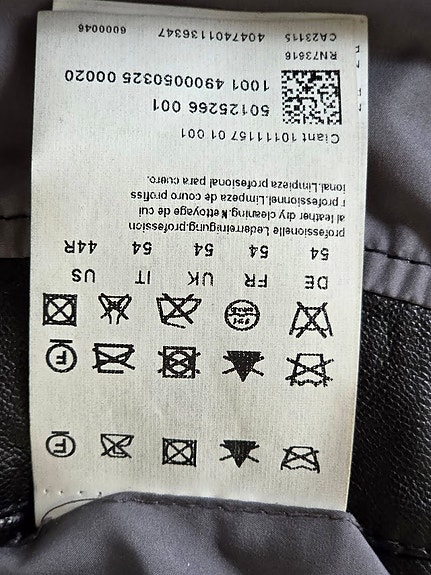 F
F
DE FR UK IT US
54 54 54 54 44R
professionelle Lederreinigung.profession
al leather dry cleaning.Nettoyage de cui
r professionnel.Limpeza de couro profiss
ional.Limpieza profesional para cuero.
Ciant 10111157 01 001
50125266 001
1001 4900050325 00020
RN73616
CA23115 4047401136347 6000046